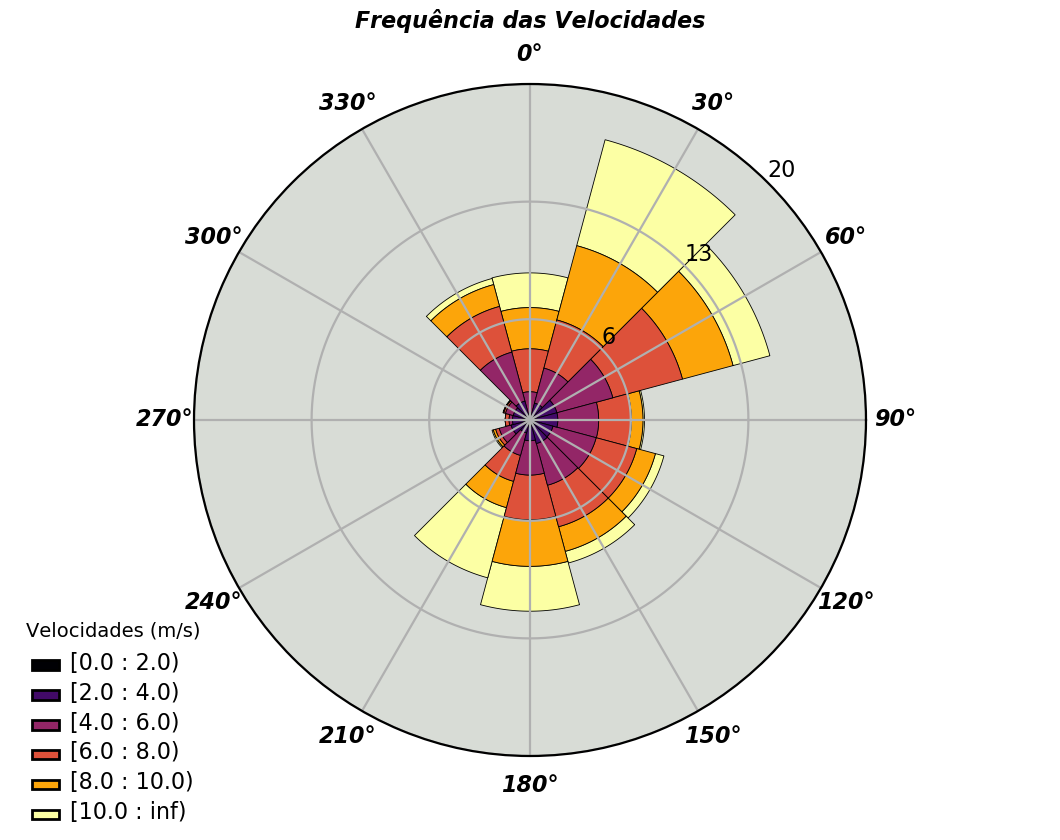 Frequência das Velocidades
0°
330°
30°
20
300°
60°
13
6
270°
90°
240°
120°
210°
150°
180°
Velocidades (m/s)
[0.0 : 2.0)
[2.0 : 4.0)
[4.0 : 6.0)
[6.0 : 8.0)
[8.0 : 10.0)
[10.0 : inf)